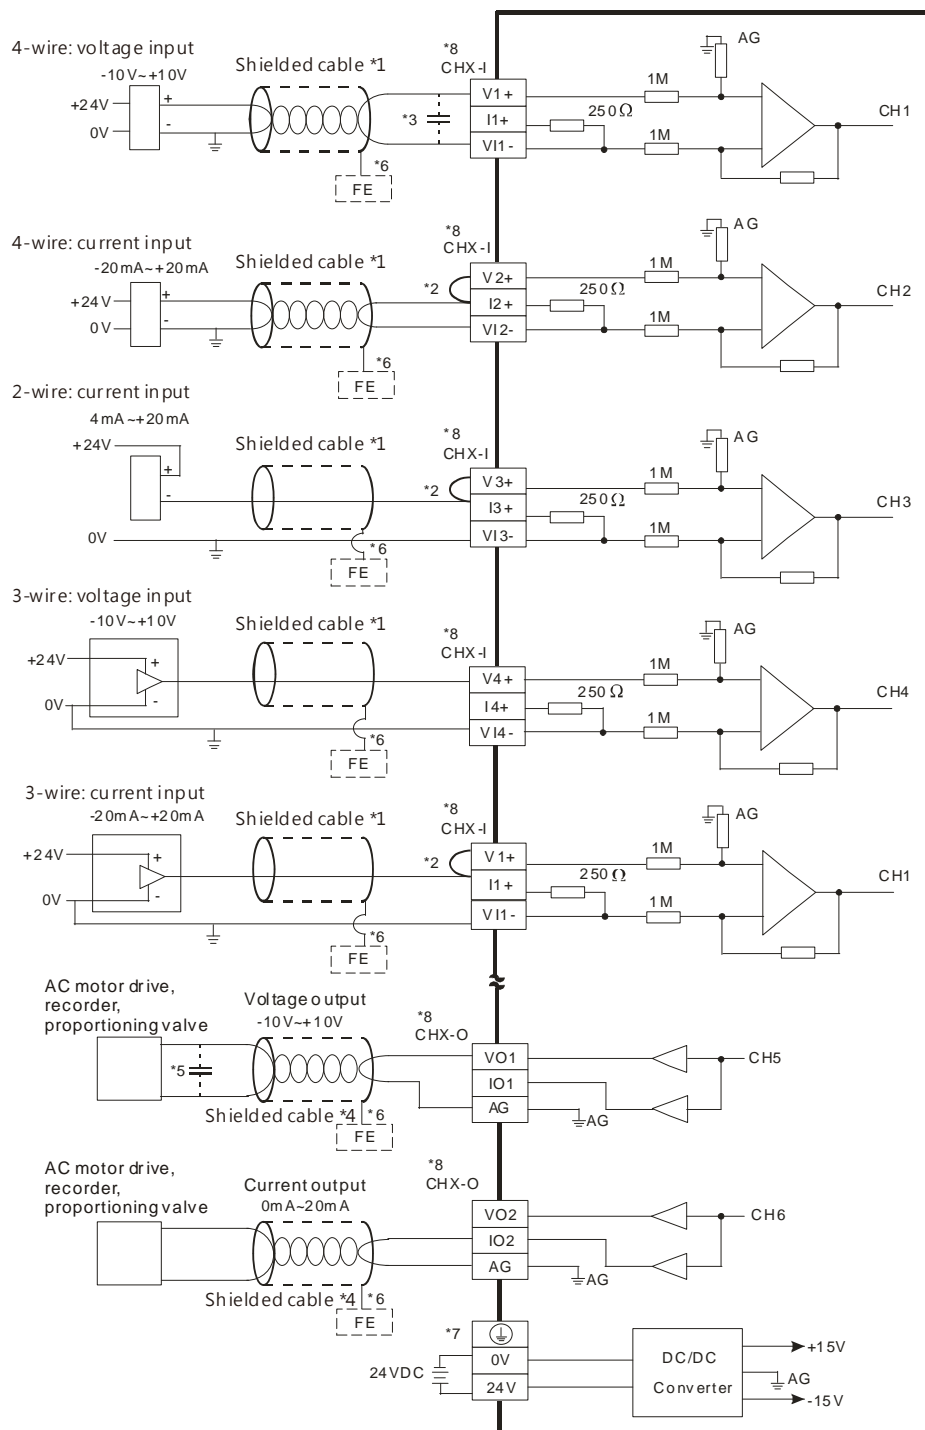 4-wire: voltage input
-10V~+10V
+24V
0V
+
-
Shielded cable *1
*3
*6
FE
*8
CHX-I
V1+
I1+
VI1-
250Ω
1M
1M
AG
CH1
4-wire: current input
-20mA~+20mA
+24V
0V
+
-
Shielded cable *1
*2
*6
FE
*8
CHX-I
V2+
I2+
VI2-
250Ω
1M
1M
AG
CH2
2-wire: current input
4mA~+20mA
+24V
+
-
0V
Shielded cable *1
*2
*6
FE
*8
CHX-I
V3+
I3+
VI3-
250Ω
1M
1M
AG
CH3
3-wire: voltage input
-10V~+10V
+24V
0V
+
-
Shielded cable *1
*6
FE
*8
CHX-I
V4+
I4+
VI4-
250Ω
1M
1M
AG
CH4
3-wire: current input
-20mA~+20mA
+24V
0V
+
-
Shielded cable *1
*2
*6
FE
*8
CHX-I
V1+
I1+
VI1-
250Ω
1M
1M
AG
CH1
AC motor drive,
recorder,
proportioning valve
*5
Voltage output
-10V~+10V
Shielded cable *4
*6
FE
*8
CHX-O
VO1
IO1
AG
AG
CH5
AC motor drive,
recorder,
proportioning valve
Current output
0mA~20mA
Shielded cable *4
*6
FE
*8
CHX-O
VO2
IO2
AG
AG
CH6
*7
24VDC
0V
24V
DC/DC
Converter
+15V
AG
-15V